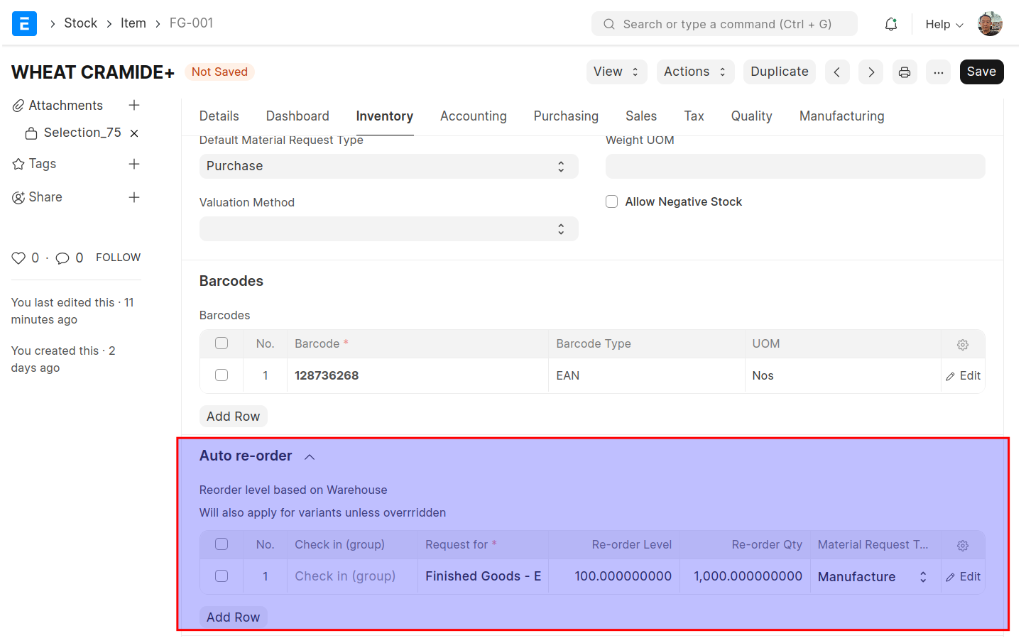 E > Stock > Item > FG-001
Search or type a command (Ctrl + G)
Help
WHEAT CRAMIDE+ Not Saved
View Actions Duplicate ... Save
Attachments +
Selection_75 ×
Tags +
Share +
0 · 0 FOLLOW
You last edited this · 11
minutes ago
You created this · 2
days ago
Details Dashboard Inventory Accounting Purchasing Sales Tax Quality Manufacturing
Default Material Request Type
Purchase
Weight UOM
Valuation Method
Allow Negative Stock
Barcodes
Barcodes
No. Barcode * Barcode Type UOM
1 128736268 EAN Nos Edit
Add Row
Auto re-order
Reorder level based on Warehouse
Will also apply for variants unless overrridden
No. Check in (group) Request for * Re-order Level Re-order Qty Material Request T...
1 Check in (group) Finished Goods - E 100.000000000 1,000.000000000 Manufacture Edit
Add Row